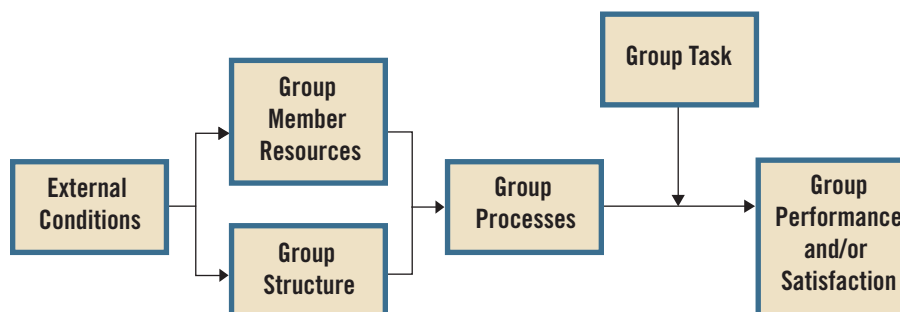 External
Conditions
Group
Member
Resources
Group
Structure
Group
Processes
Group Task
Group
Performance
and/or
Satisfaction